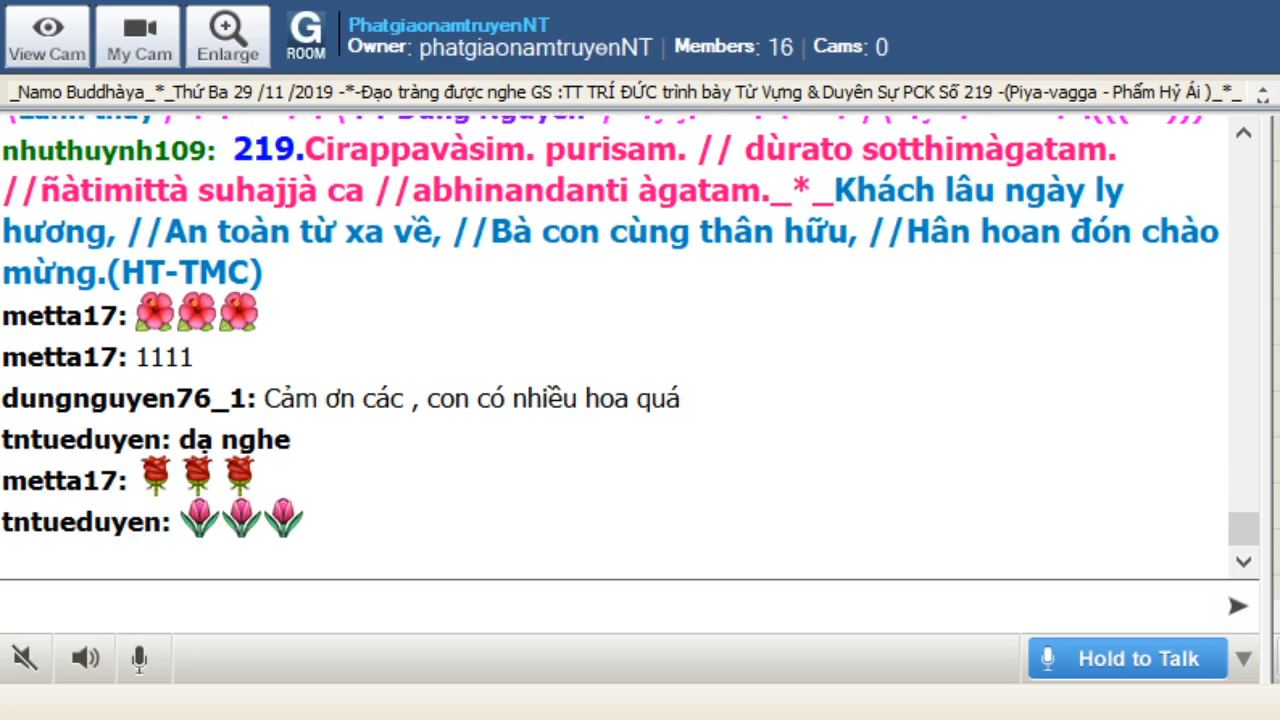 View Cam
My Cam
Enlarge
G
ROOM
PhatgiaonamtruyenNT
Owner: phatgiaonamtruyenNT | Members: 16 | Cams: 0
_Namo Buddhàya_*_Thứ Ba 29 /11 /2019 -*-Đạo tràng được nghe GS :TT TRÍ ĐỨC trình bày Từ Vựng & Duyên Sự PCK Số 219 -(Piya-vagga - Phẩm Hỷ Ái )_*_
nhuthuynh109: 219.Cirappavàsim. purisam. // dùrato sotthimàgatam.
//ñàtimittà suhajjà ca //abhinandanti àgatam._*_Khách lâu ngày ly
hương, //An toàn từ xa về, //Bà con cùng thân hữu, //Hân hoan đón chào
mừng.(HT-TMC)
metta17:
metta17: 1111
dungnguyen76_1: Cảm ơn các , con có nhiều hoa quá
tntueduyen: dạ nghe
metta17:
tntueduyen:
Hold to Talk